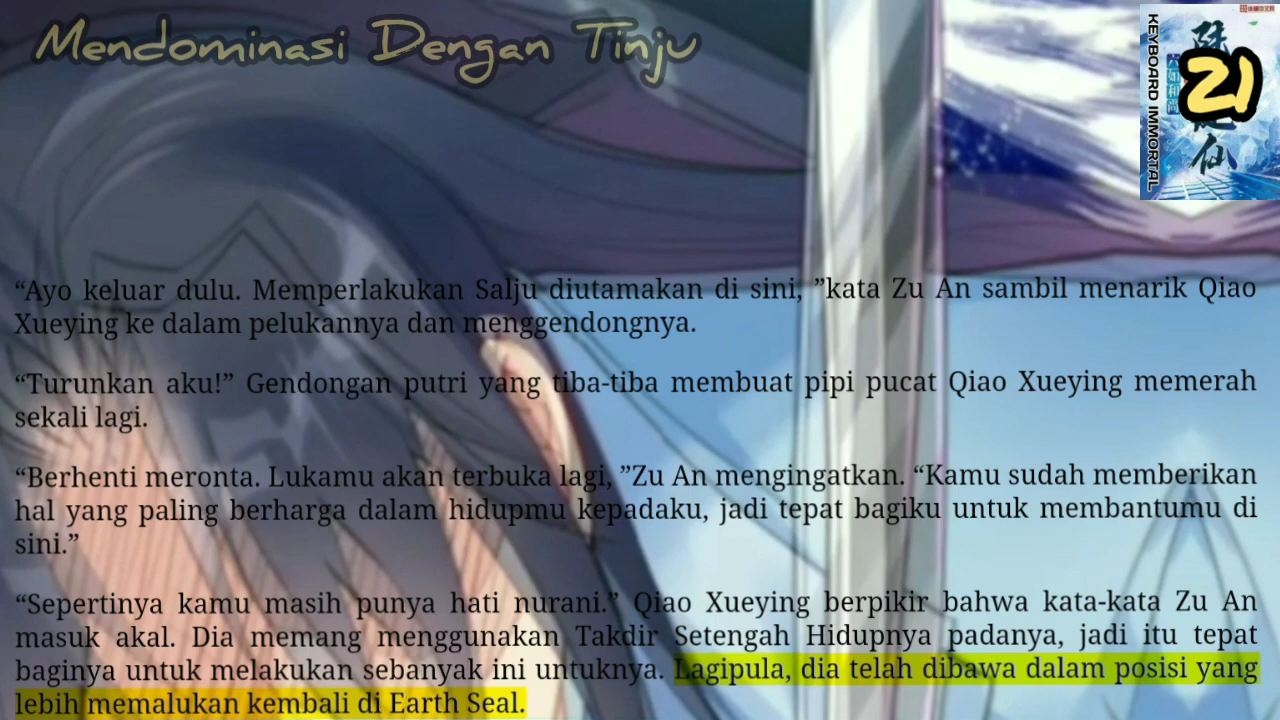 Mendominasi Dengan Tinju
KEYBOARD IMMORTAL
21
六如和尚
仙
“Ayo keluar dulu. Memperlakukan Salju diutamakan di sini, ”kata Zu An sambil menarik Qiao
Xueying ke dalam pelukannya dan menggendongnya.
“Turunkan aku!” Gendongan putri yang tiba-tiba membuat pipi pucat Qiao Xueying memerah
sekali lagi.
“Berhenti meronta. Lukamu akan terbuka lagi, ”Zu An mengingatkan. “Kamu sudah memberikan
hal yang paling berharga dalam hidupmu kepadaku, jadi tepat bagiku untuk membantumu di
sini.”
“Sepertinya kamu masih punya hati nurani.” Qiao Xueying berpikir bahwa kata-kata Zu An
masuk akal. Dia memang menggunakan Takdir Setengah Hidupnya padanya, jadi itu tepat
baginya untuk melakukan sebanyak ini untuknya. Lagipula, dia telah dibawa dalam posisi yang
lebih memalukan kembali di Earth Seal.